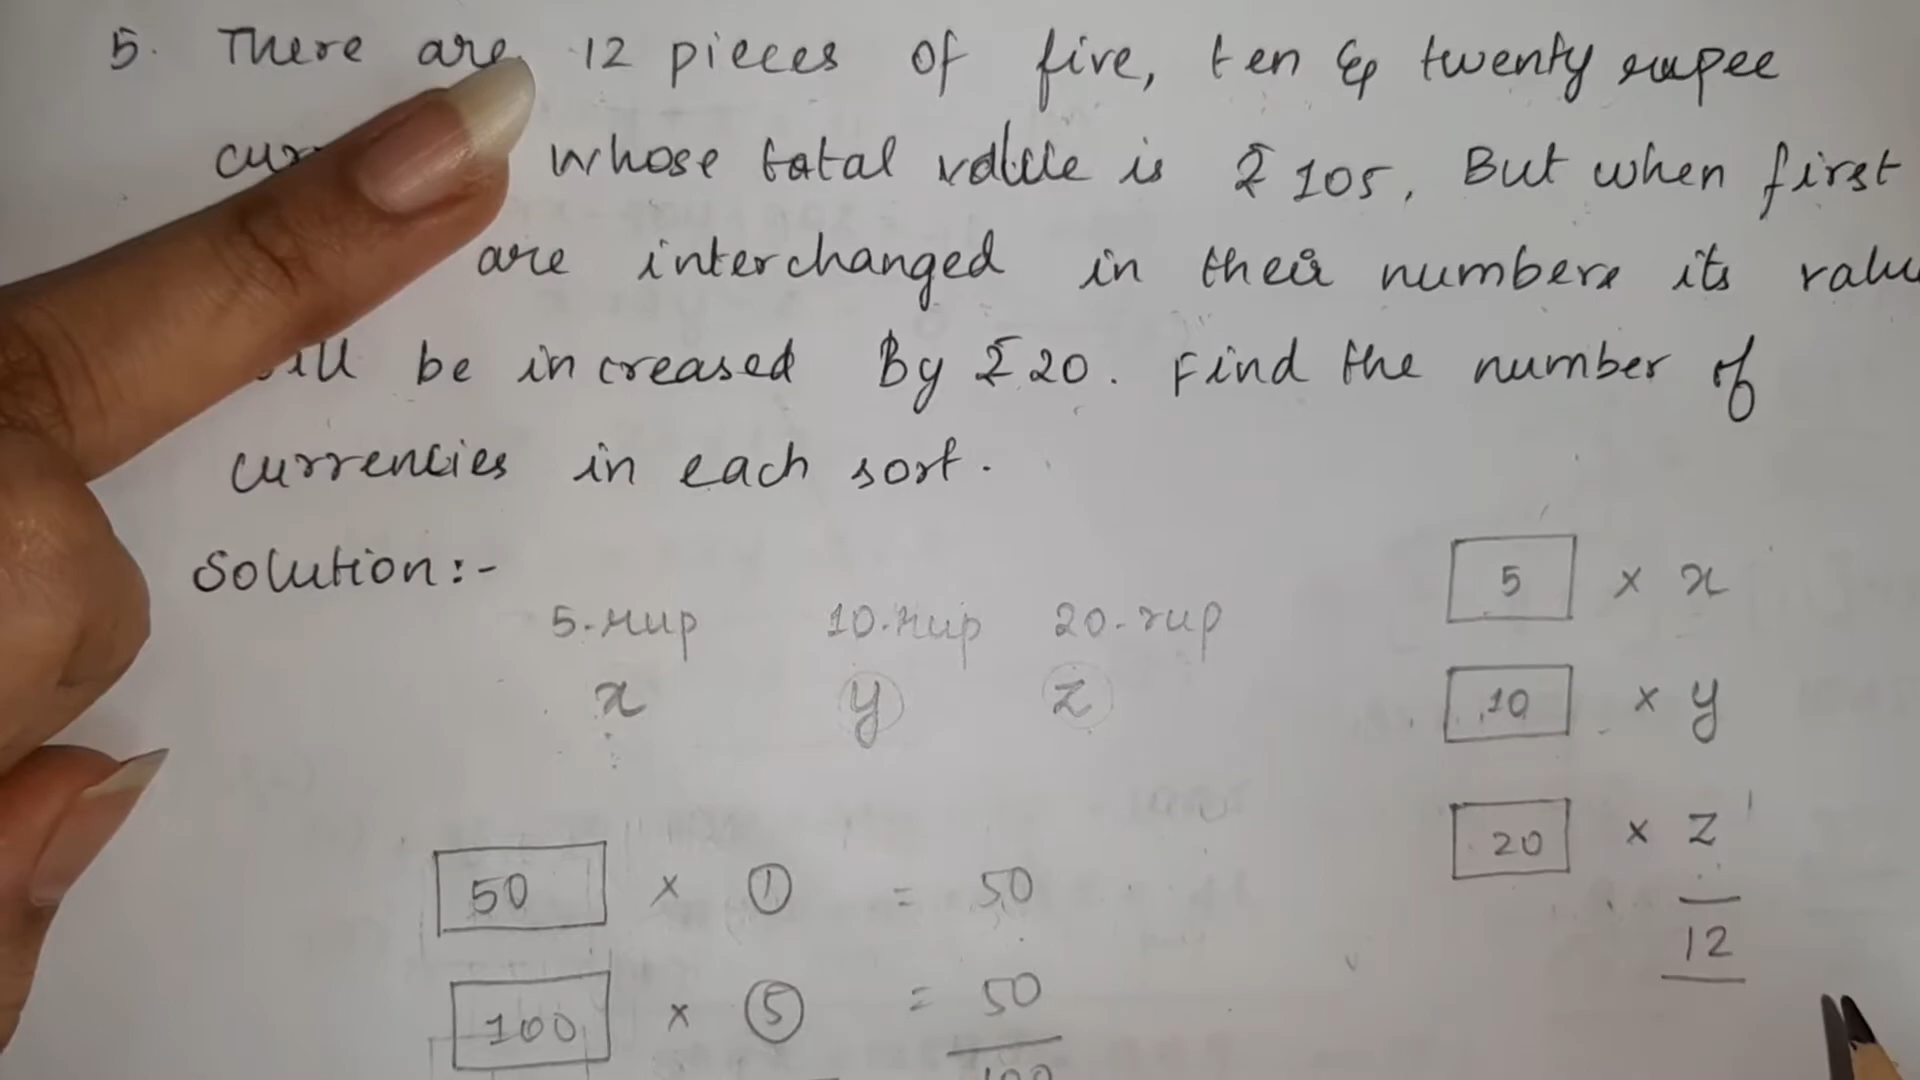 5. There are 12 pieces of five, ten & twenty rupee
whose total value is ₹ 105. But when first
are interchanged in their numbers its
be increased By ₹ 20. Find the number of
currencies in each sort.
Solution:-
5-rup 10-rup 20-rup
x y z
5 × x
10 × y
20 × z
12
50 × 1 = 50
100 × 5 = 50